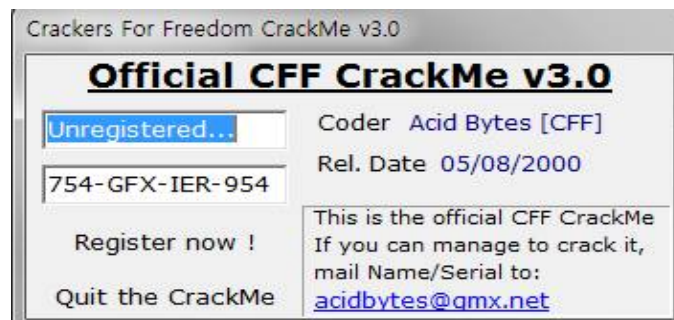 Crackers For Freedom CrackMe v3.0
Official CFF CrackMe v3.0
Unregistered...
754-GFX-IER-954
Register now !
Quit the CrackMe
Coder Acid Bytes [CFF]
Rel. Date 05/08/2000
This is the official CFF CrackMe
If you can manage to crack it,
mail Name/Serial to:
acidbytes@gmx.net